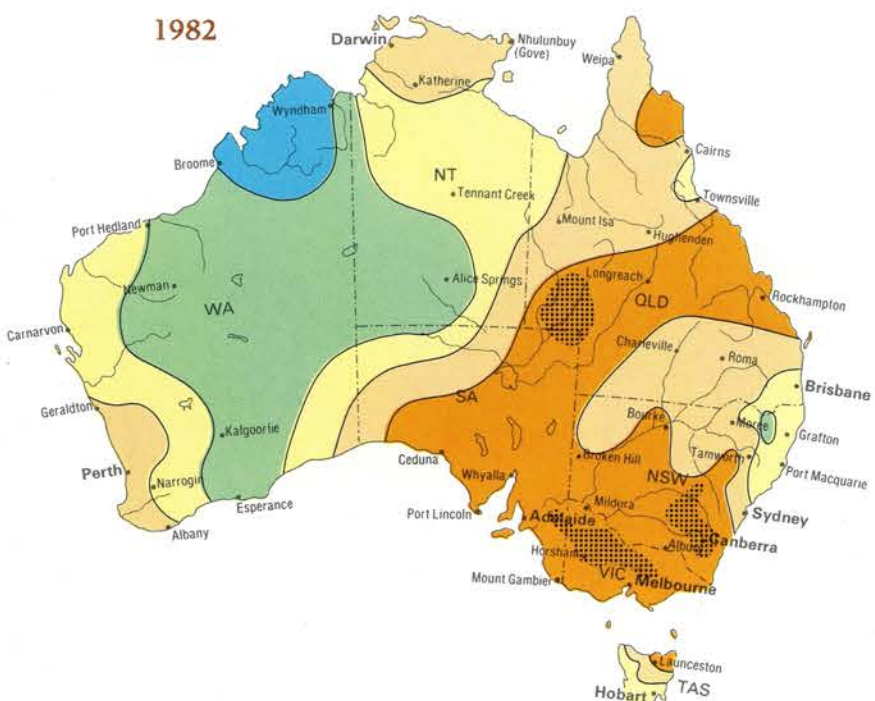 1982
Darwin
Nhulunbuy
(Gove)
Weipa
Katherine
Wyndham
Cairns
Broome
NT
Tennant Creek
Townsville
Port Hedland
Mount Isa
Hughenden
Newman
Alice Springs
Longreach
WA
QLD
Rockhampton
Carnarvon
Charleville
Roma
Brisbane
Geraldton
SA
Bourke
Moree
Grafton
Kalgoorlie
Perth
Ceduna
Broken Hill
Tamworth
Port Macquarie
Narrogin
Whyalla
NSW
Esperance
Mildura
Sydney
Albany
Port Lincoln
Adelaide
Canberra
Horsham
Albury
Mount Gambier
VIC
Melbourne
Launceston
Hobart
TAS